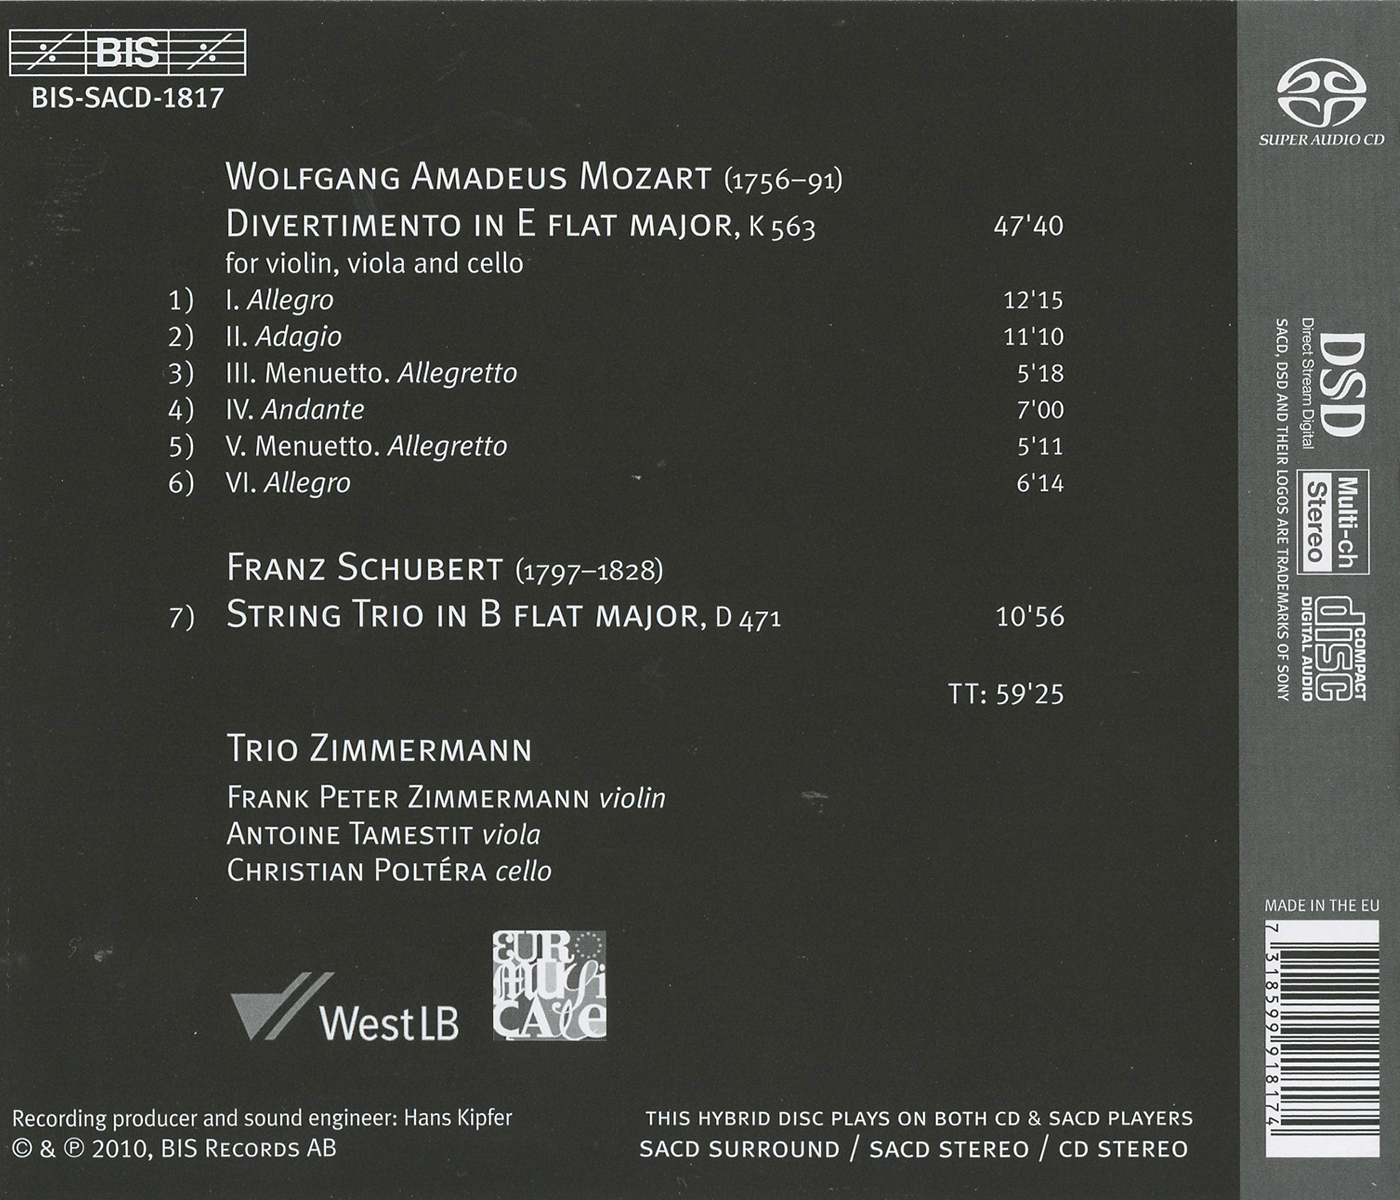 BIS
BIS-SACD-1817
WOLFGANG AMADEUS MOZART (1756–91)
DIVERTIMENTO IN E FLAT MAJOR, K 563 47'40
for violin, viola and cello
1) I. Allegro 12'15
2) II. Adagio 11'10
3) III. Menuetto. Allegretto 5'18
4) IV. Andante 7'00
5) V. Menuetto. Allegretto 5'11
6) VI. Allegro 6'14
FRANZ SCHUBERT (1797–1828)
7) STRING TRIO IN B FLAT MAJOR, D 471 10'56
TT: 59'25
TRIO ZIMMERMANN
FRANK PETER ZIMMERMANN violin
ANTOINE TAMESTIT viola
CHRISTIAN POLTÉRA cello
WestLB
EURO
MUSI
CALE
Recording producer and sound engineer: Hans Kipfer
© & ℗ 2010, BIS RECORDS AB
THIS HYBRID DISC PLAYS ON BOTH CD & SACD PLAYERS
SACD SURROUND / SACD STEREO / CD STEREO
SUPER AUDIO CD
DSD
Direct Stream Digital
SACD, DSD AND THEIR LOGOS ARE TRADEMARKS OF SONY
Multi-ch
Stereo
COMPACT
disc
DIGITAL AUDIO
MADE IN THE EU
7 318599 918174